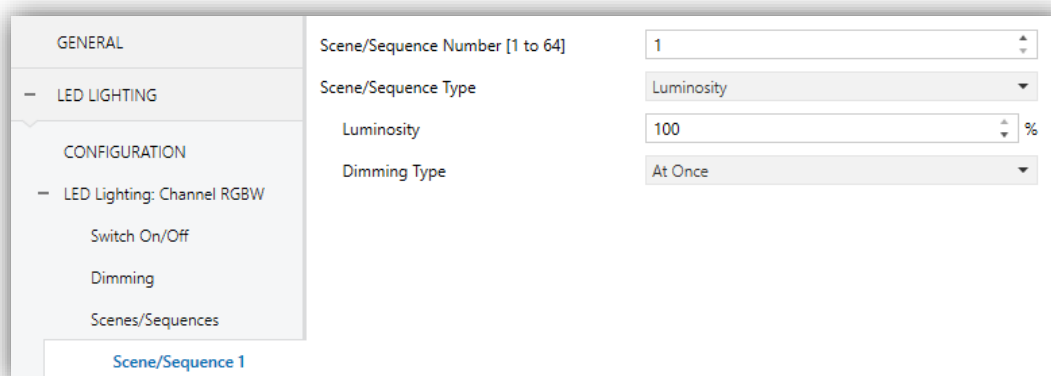 GENERAL
− LED LIGHTING
CONFIGURATION
− LED Lighting: Channel RGBW
Switch On/Off
Dimming
Scenes/Sequences
Scene/Sequence 1
Scene/Sequence Number [1 to 64] 1
Scene/Sequence Type Luminosity
Luminosity 100 %
Dimming Type At Once